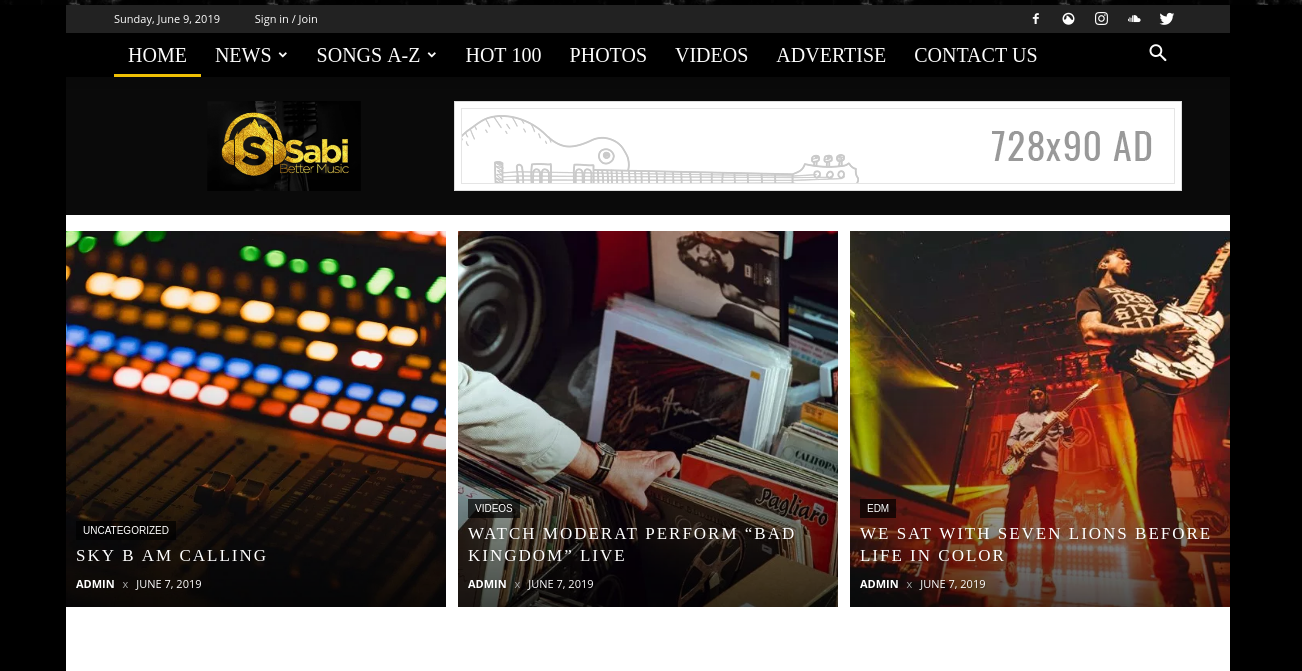 Sunday, June 9, 2019 Sign in / Join
HOME NEWS SONGS A-Z HOT 100 PHOTOS VIDEOS ADVERTISE CONTACT US
S Sabi
Better Music
728x90 AD
UNCATEGORIZED
SKY B AM CALLING
ADMIN x JUNE 7, 2019
CALIFORNIA
Pagliaro
VIDEOS
WATCH MODERAT PERFORM “BAD
KINGDOM” LIVE
ADMIN x JUNE 7, 2019
EDM
WE SAT WITH SEVEN LIONS BEFORE
LIFE IN COLOR
ADMIN x JUNE 7, 2019